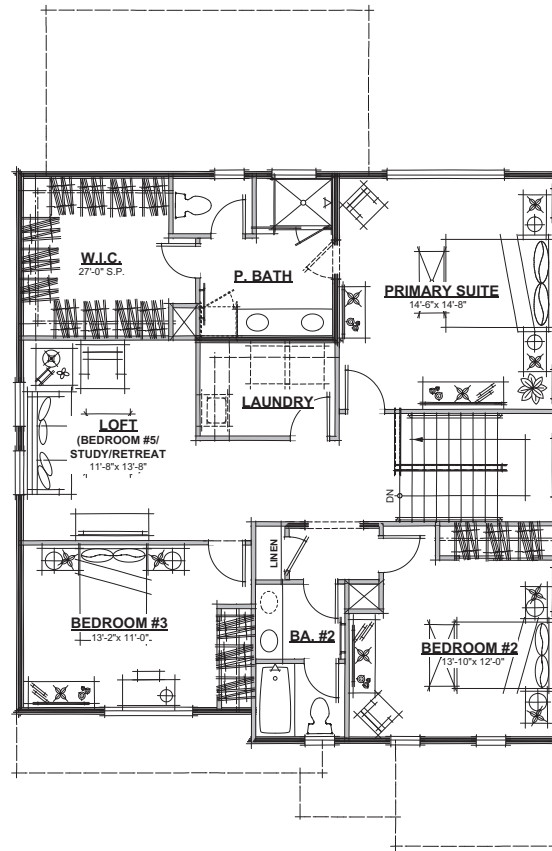 W.I.C.
27'-0" S.P.
P. BATH
PRIMARY SUITE
14'-6"x 14'-8"
LAUNDRY
LOFT
(BEDROOM #5/
STUDY/RETREAT
11'-8"x 13'-8"
DN
LINEN
BEDROOM #3
13'-2"x 11'-0"
BA. #2
BEDROOM #2
13'-10"x 12'-0"